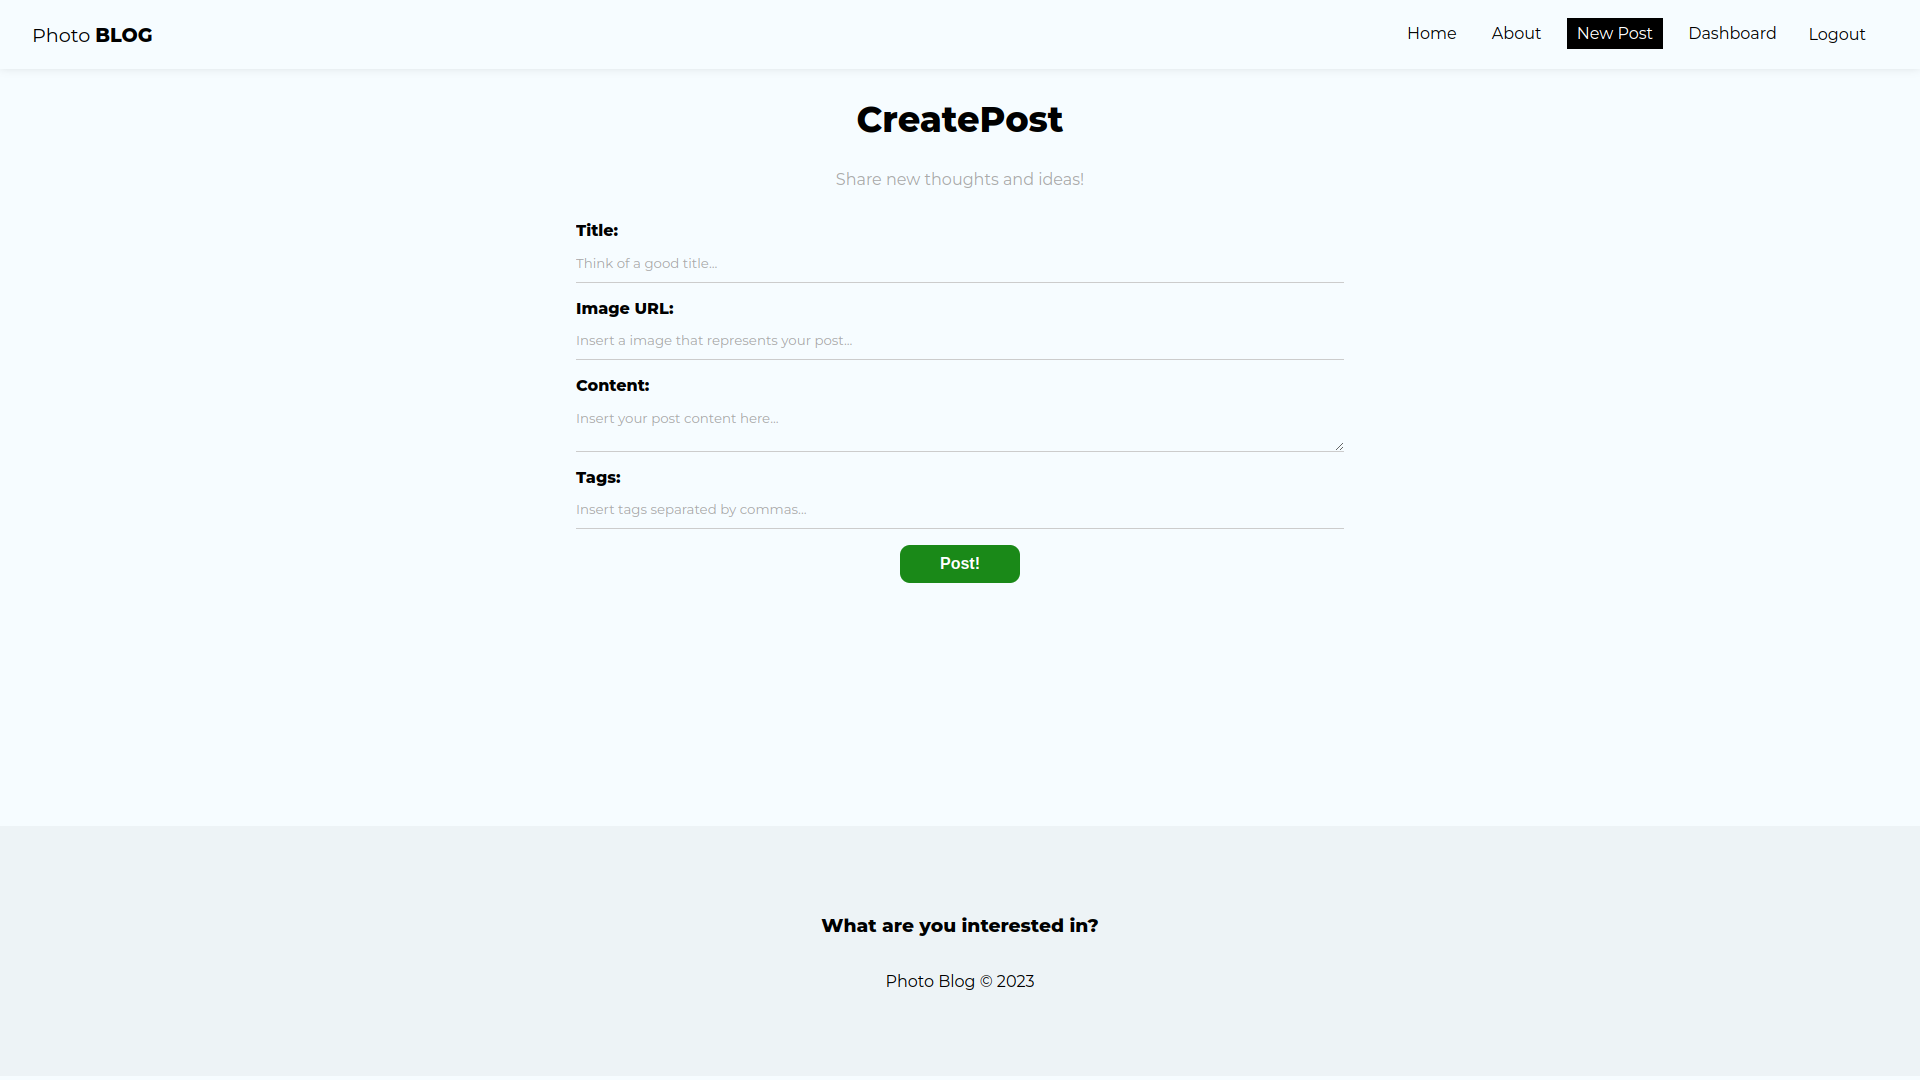 Photo BLOG
Home About New Post Dashboard Logout
CreatePost
Share new thoughts and ideas!
Title:
Think of a good title...
Image URL:
Insert a image that represents your post...
Content:
Insert your post content here...
Tags:
Insert tags separated by commas...
Post!
What are you interested in?
Photo Blog © 2023